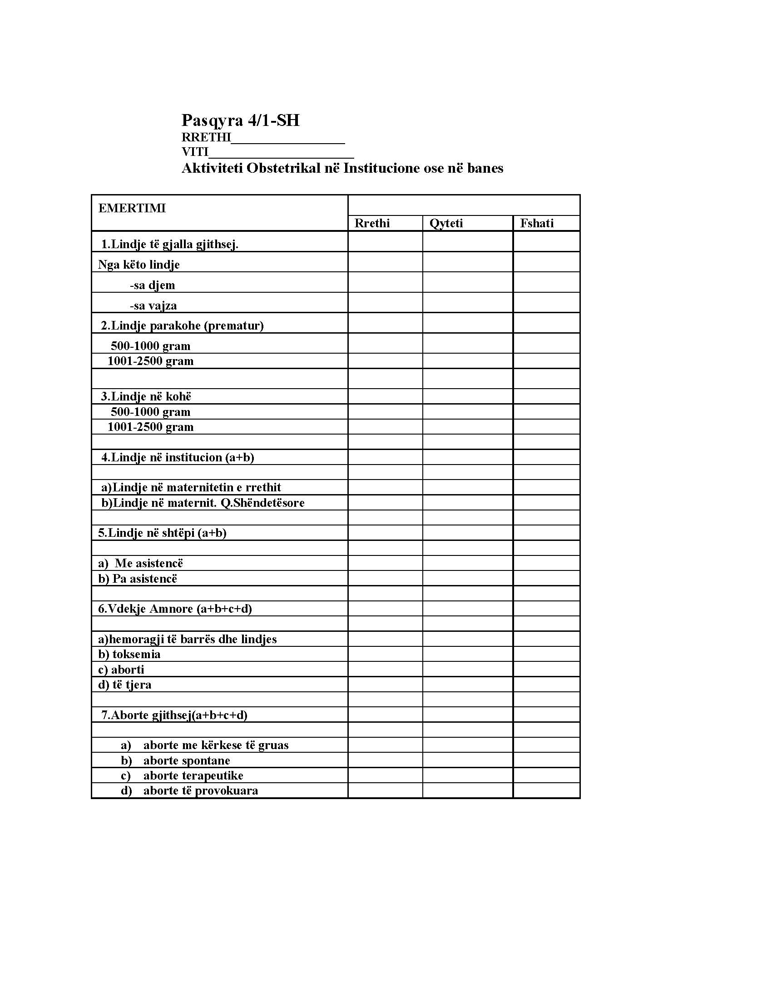 Pasqyra 4/1-SH
RRETHI__________________
VITI_______________________
Aktiviteti Obstetrikal në Institucione ose në banes
EMERTIMI
Rrethi Qyteti Fshati
1.Lindje të gjalla gjithsej.
Nga këto lindje
-sa djem
-sa vajza
2.Lindje parakohe (prematur)
500-1000 gram
1001-2500 gram
3.Lindje në kohë
500-1000 gram
1001-2500 gram
4.Lindje në institucion (a+b)
a)Lindje në maternitetin e rrethit
b)Lindje në maternit. Q.Shëndetësore
5.Lindje në shtëpi (a+b)
a) Me asistencë
b) Pa asistencë
6.Vdekje Amnore (a+b+c+d)
a)hemoragji të barrës dhe lindjes
b) toksemia
c) aborti
d) të tjera
7.Aborte gjithsej(a+b+c+d)
a) aborte me kërkese të gruas
b) aborte spontane
c) aborte terapeutike
d) aborte të provokuara